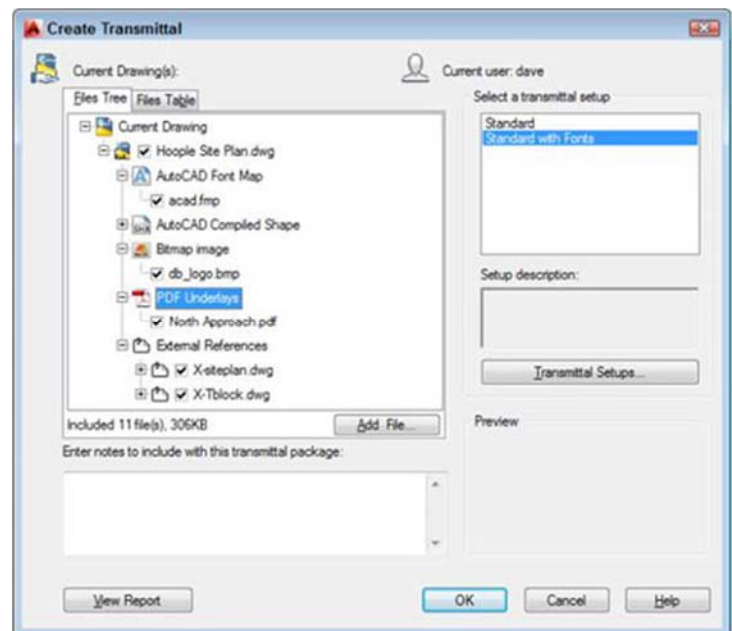 Create Transmittal
Current Drawing(s):
Current user: dave
Files Tree
Files Table
Current Drawing
Hoople Site Plan.dwg
AutoCAD Font Map
acad.fmp
AutoCAD Compiled Shape
Bitmap image
db_logo.bmp
PDF Underlays
North Approach.pdf
External References
X-siteplan.dwg
X-Tblock.dwg
Included 11 file(s), 306KB
Add File...
Enter notes to include with this transmittal package:
Select a transmittal setup
Standard
Standard with Fonts
Setup description:
Transmittal Setups...
Preview
View Report
OK
Cancel
Help